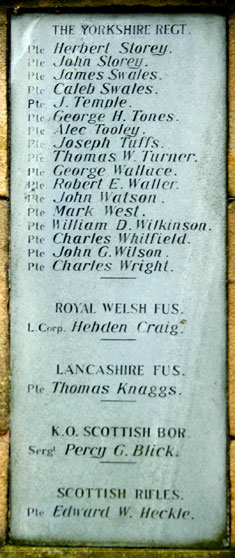 THE YORKSHIRE REGT.
Pte Herbert Storey.
Pte John Storey.
Pte James Swales.
Pte Caleb Swales.
Pte J. Temple.
Pte George H. Tones.
Pte Alec Tooley.
Pte Joseph Tuffs.
Pte Thomas W. Turner.
Pte George Wallace.
Pte Robert E. Waller.
Pte John Watson.
Pte Mark West.
Pte William D. Wilkinson.
Pte Charles Whitfield.
Pte John G. Wilson.
Pte Charles Wright.
ROYAL WELSH FUS.
L Corp. Hebden Craig.
LANCASHIRE FUS.
Pte Thomas Knaggs.
K.O. SCOTTISH BOR.
Sergt Percy G. Blick.
SCOTTISH RIFLES.
Pte Edward W. Heckle.